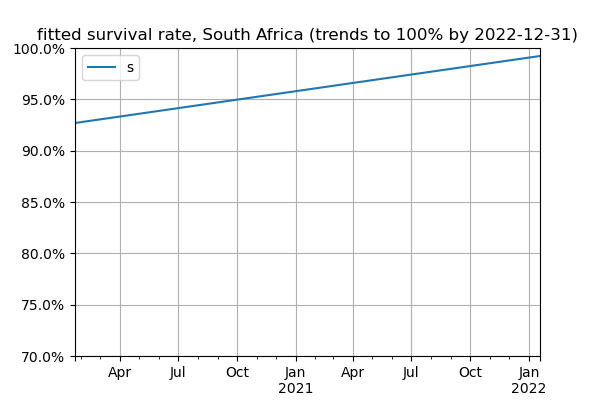 fitted survival rate, South Africa (trends to 100% by 2022-12-31)
100.0%
s
95.0%
90.0%
85.0%
80.0%
75.0%
70.0%
Apr Jul Oct Jan Apr Jul Oct Jan
2021 2022